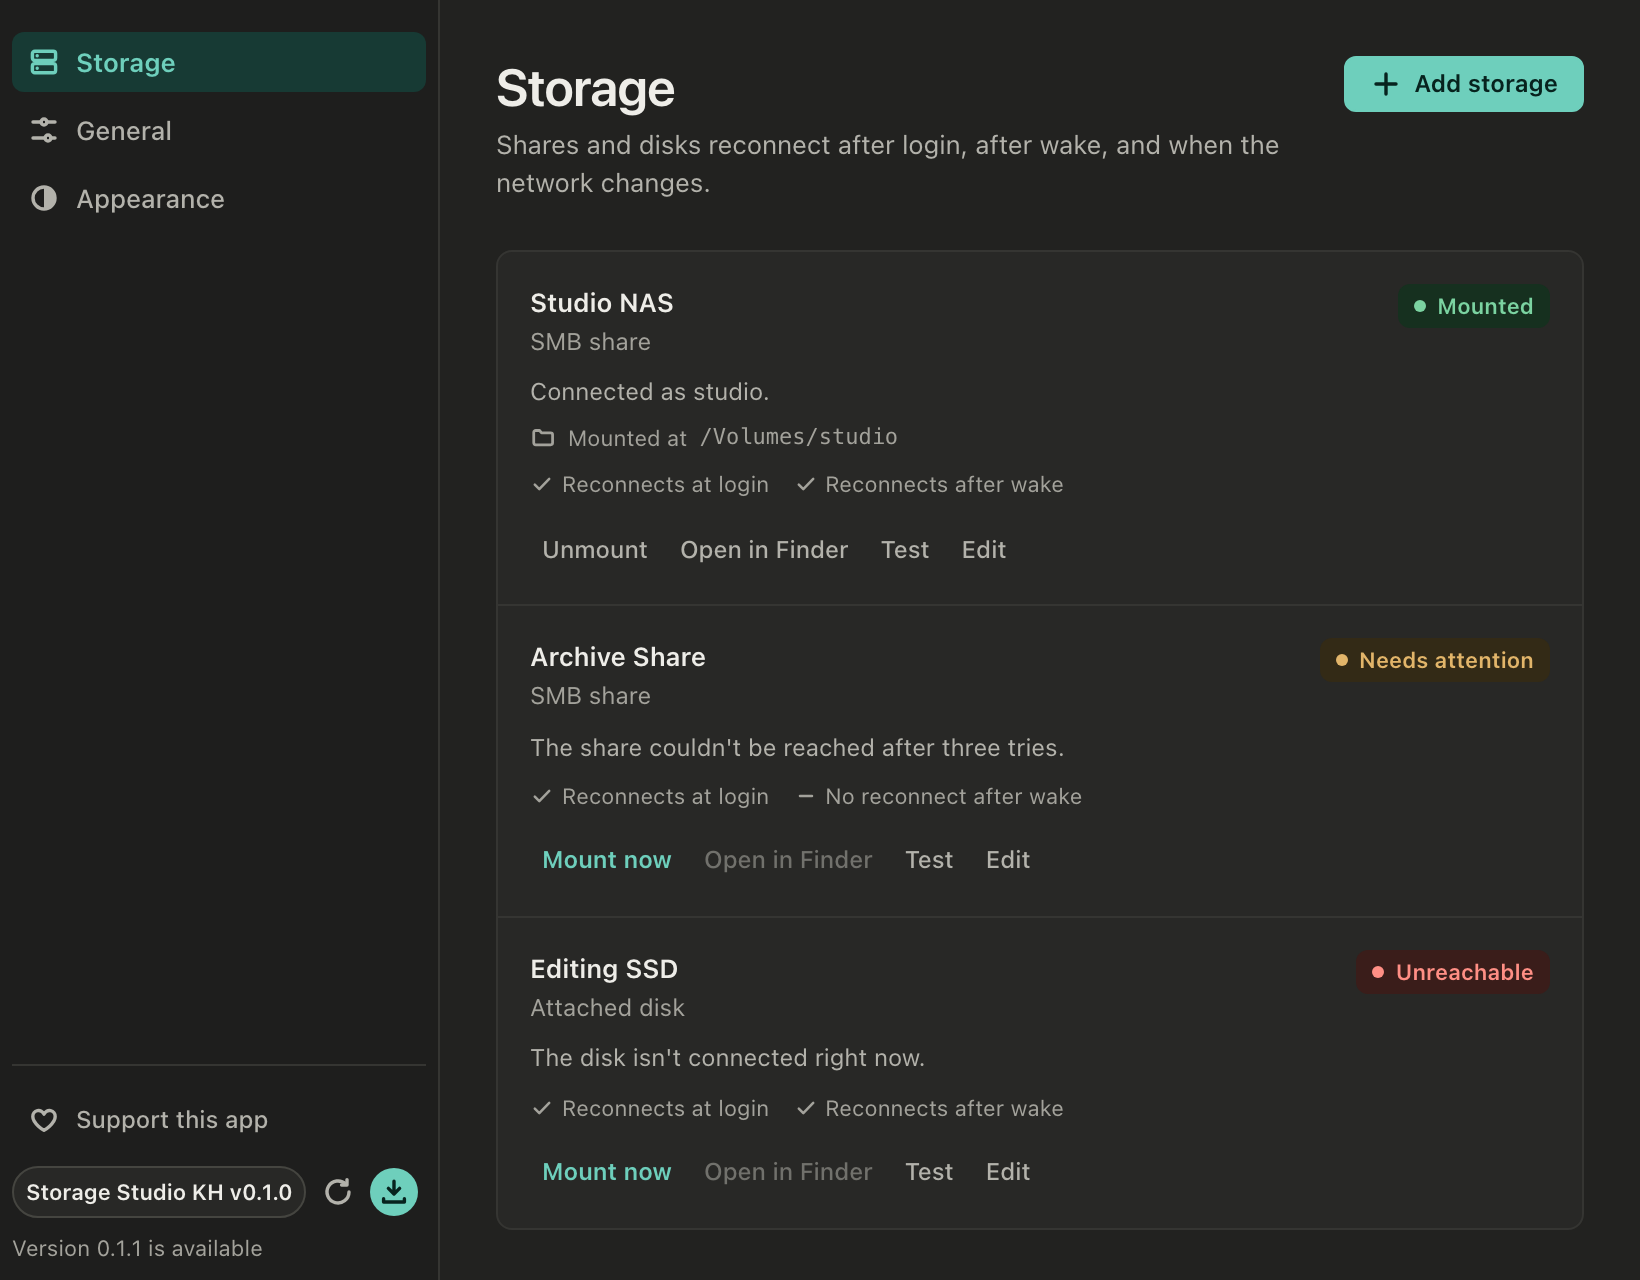 Storage
General
Appearance
Support this app
Storage Studio KH v0.1.0
Version 0.1.1 is available
Storage
Add storage
Shares and disks reconnect after login, after wake, and when the
network changes.
Studio NAS
Mounted
SMB share
Connected as studio.
Mounted at /Volumes/studio
Reconnects at login Reconnects after wake
Unmount Open in Finder Test Edit
Archive Share
Needs attention
SMB share
The share couldn't be reached after three tries.
Reconnects at login No reconnect after wake
Mount now Open in Finder Test Edit
Editing SSD
Unreachable
Attached disk
The disk isn't connected right now.
Reconnects at login Reconnects after wake
Mount now Open in Finder Test Edit